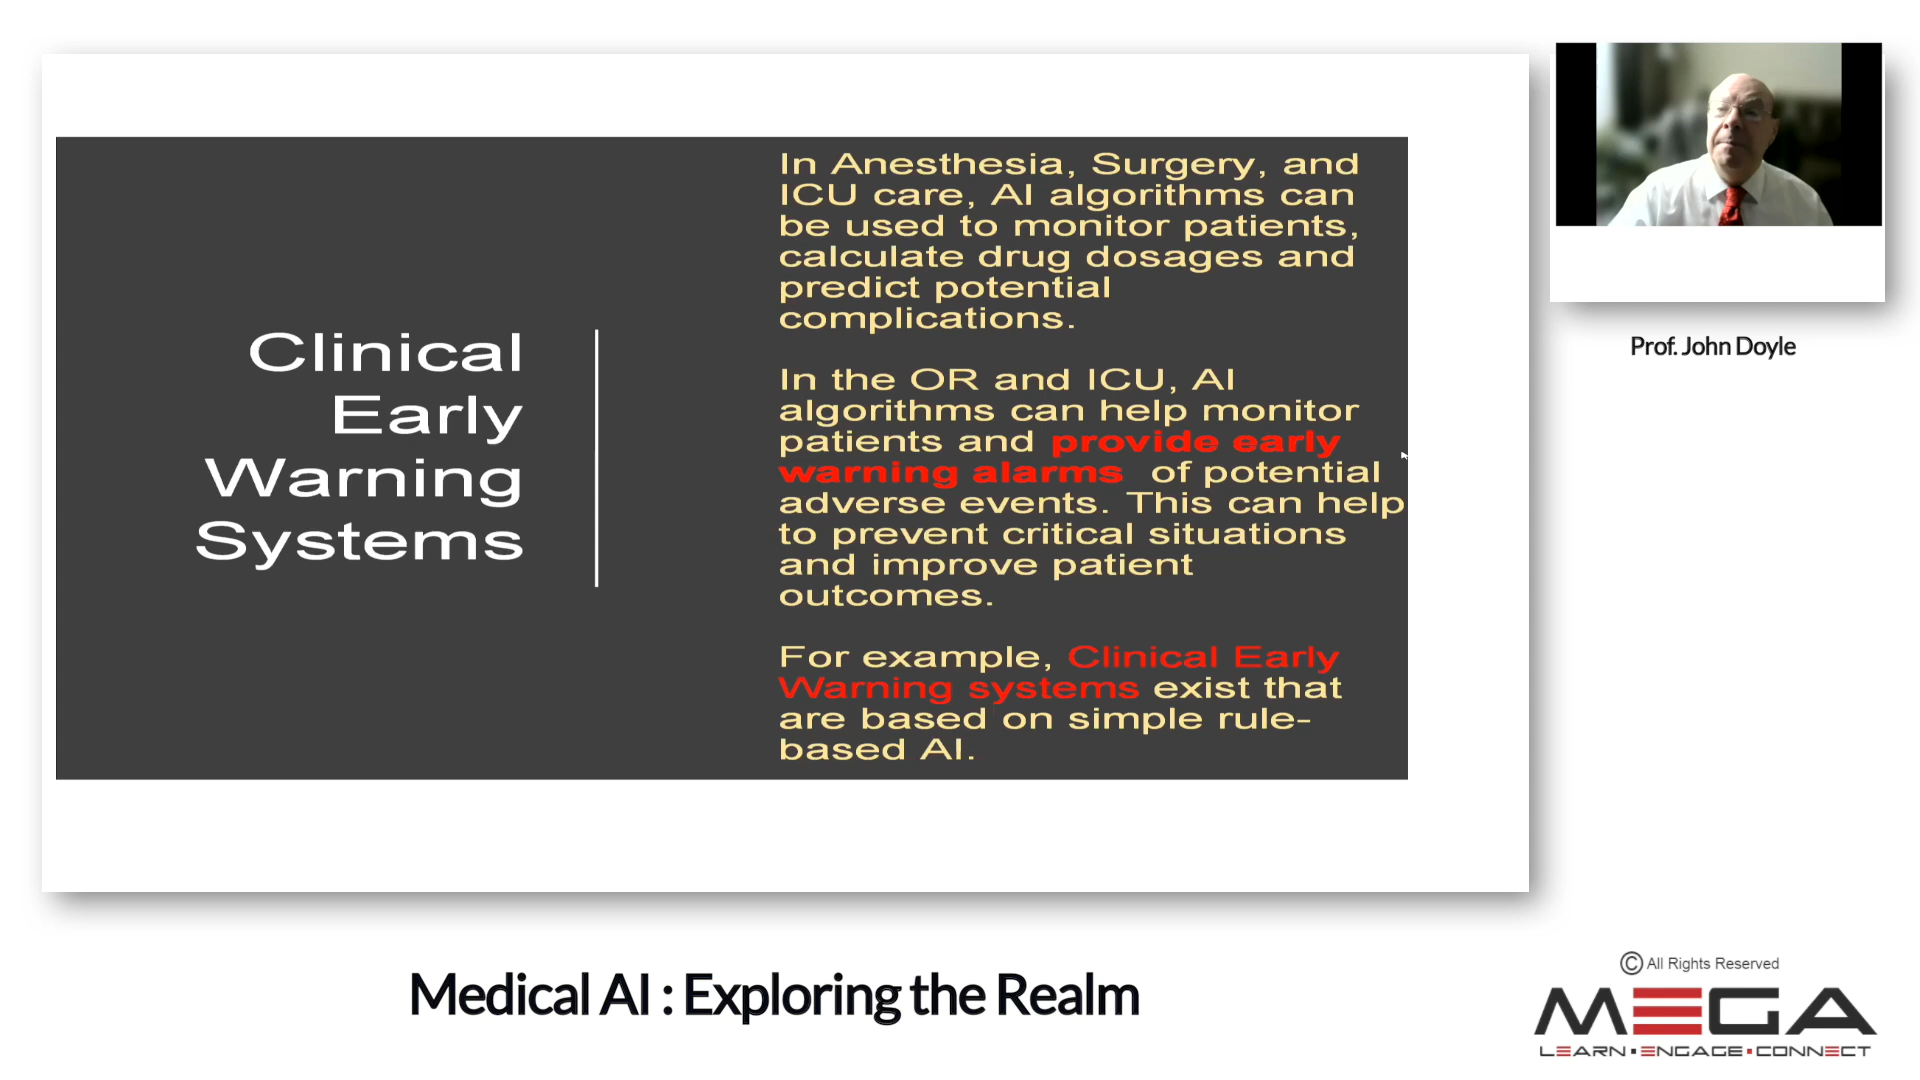 Clinical
Early
Warning
Systems
In Anesthesia, Surgery, and
ICU care, AI algorithms can
be used to monitor patients,
calculate drug dosages and
predict potential
complications.
In the OR and ICU, AI
algorithms can help monitor
patients and provide early
warning alarms of potential
adverse events. This can help
to prevent critical situations
and improve patient
outcomes.
For example, Clinical Early
Warning systems exist that
are based on simple rule-
based AI.
Prof. John Doyle
Medical AI : Exploring the Realm
© All Rights Reserved
MEGA
LEARN·ENGAGE·CONNECT